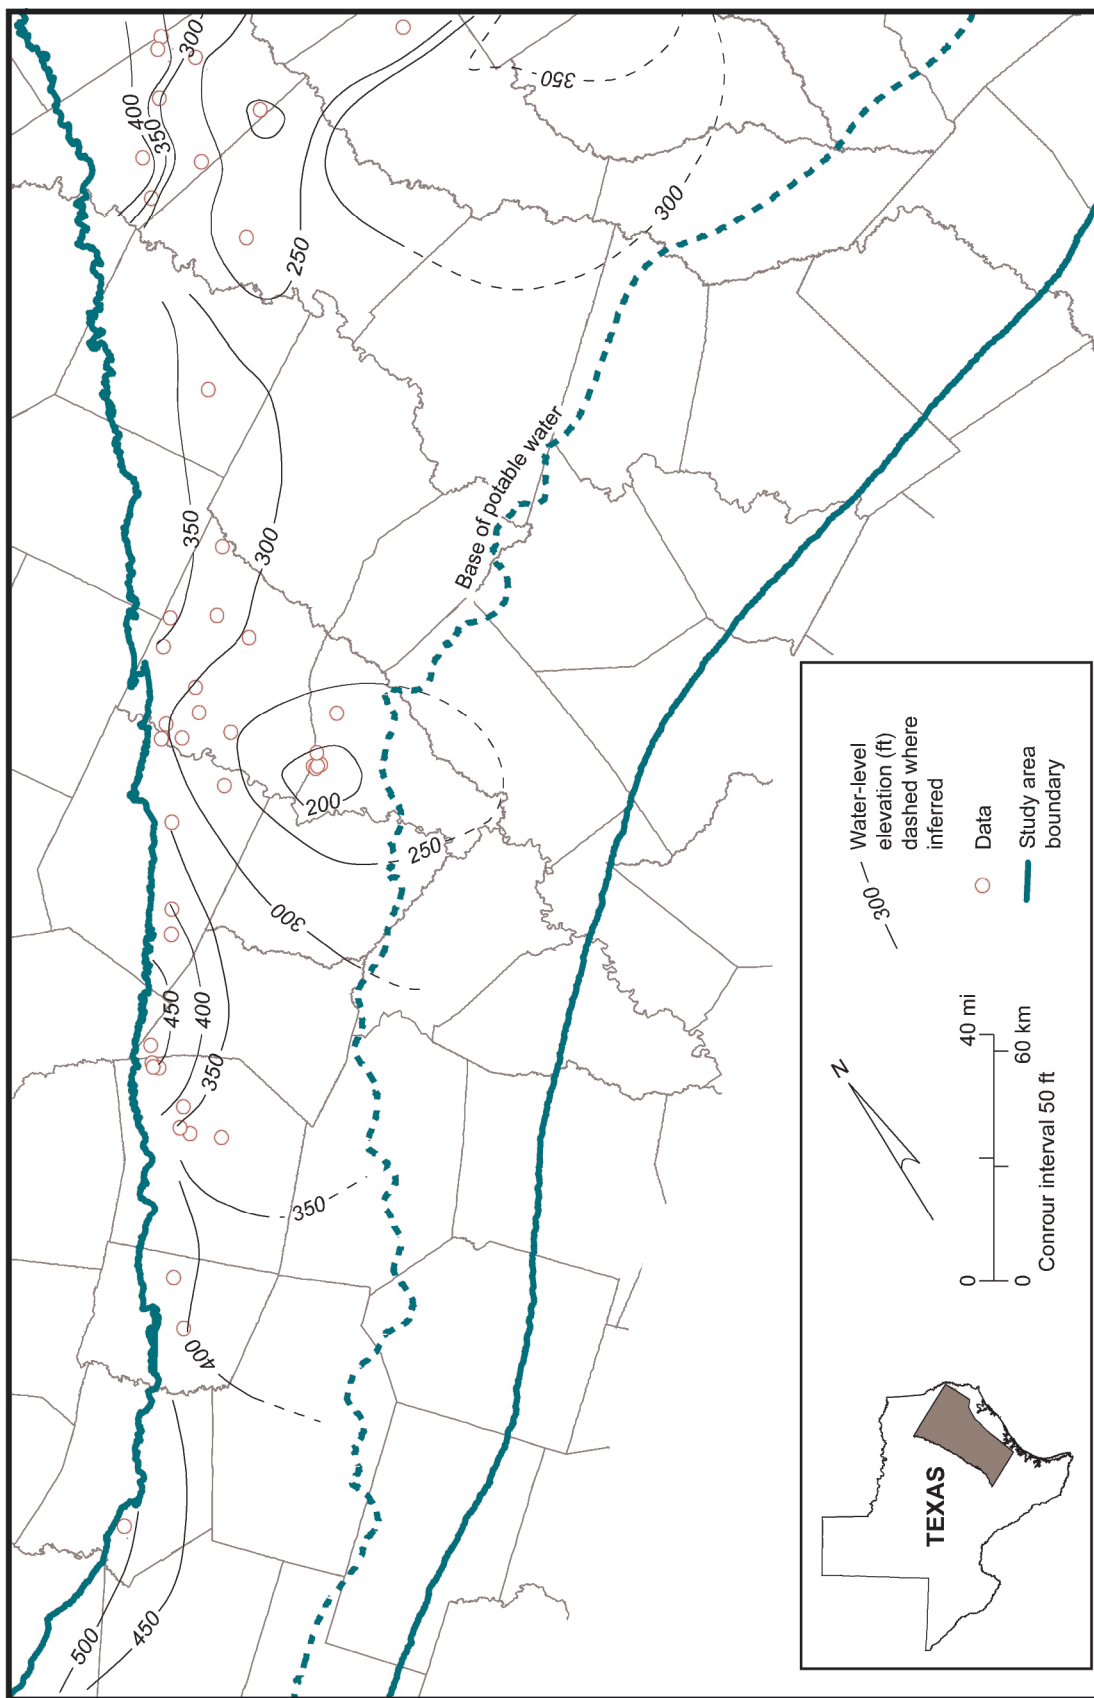 500
450
400
350
450
400
350
300
250
200
350
300
250
300
400
350
300
350
Base of potable water
TEXAS
N
0
40 mi
0
60 km
Conrour interval 50 ft
300
Water-level
elevation (ft)
dashed where
inferred
Data
Study area
boundary